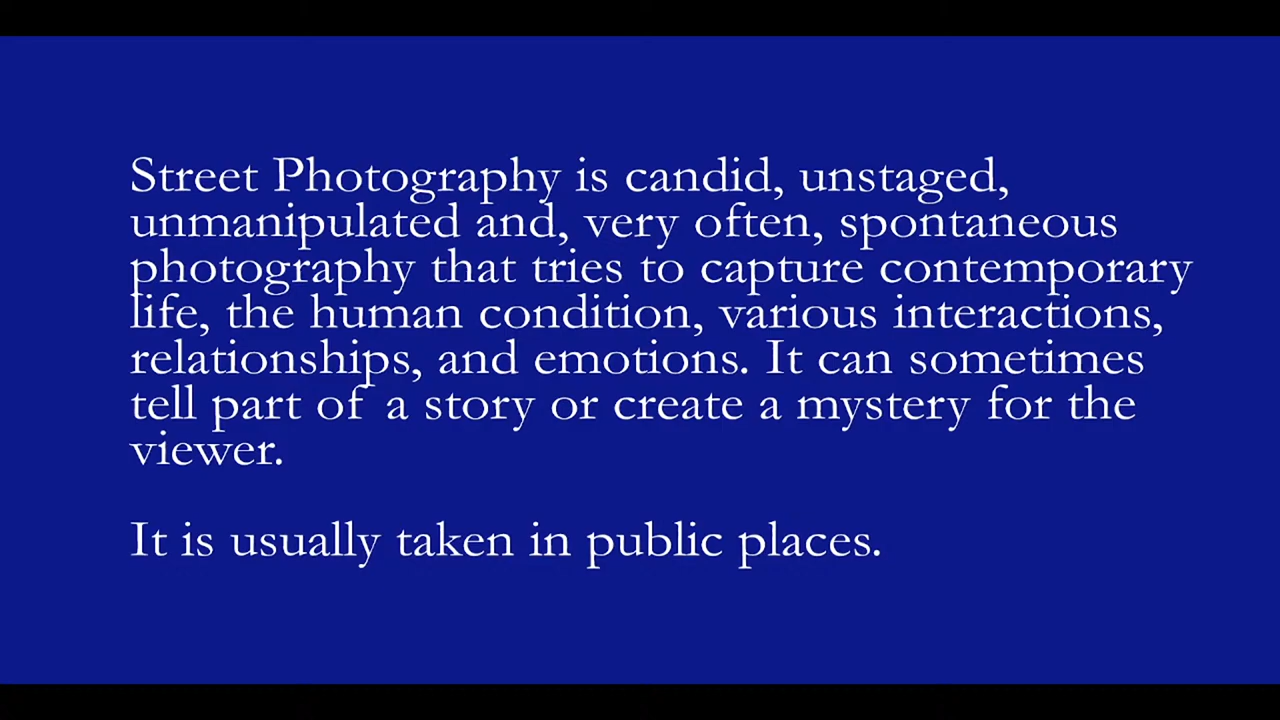 Street Photography is candid, unstaged,
unmanipulated and, very often, spontaneous
photography that tries to capture contemporary
life, the human condition, various interactions,
relationships, and emotions. It can sometimes
tell part of a story or create a mystery for the
viewer.
It is usually taken in public places.